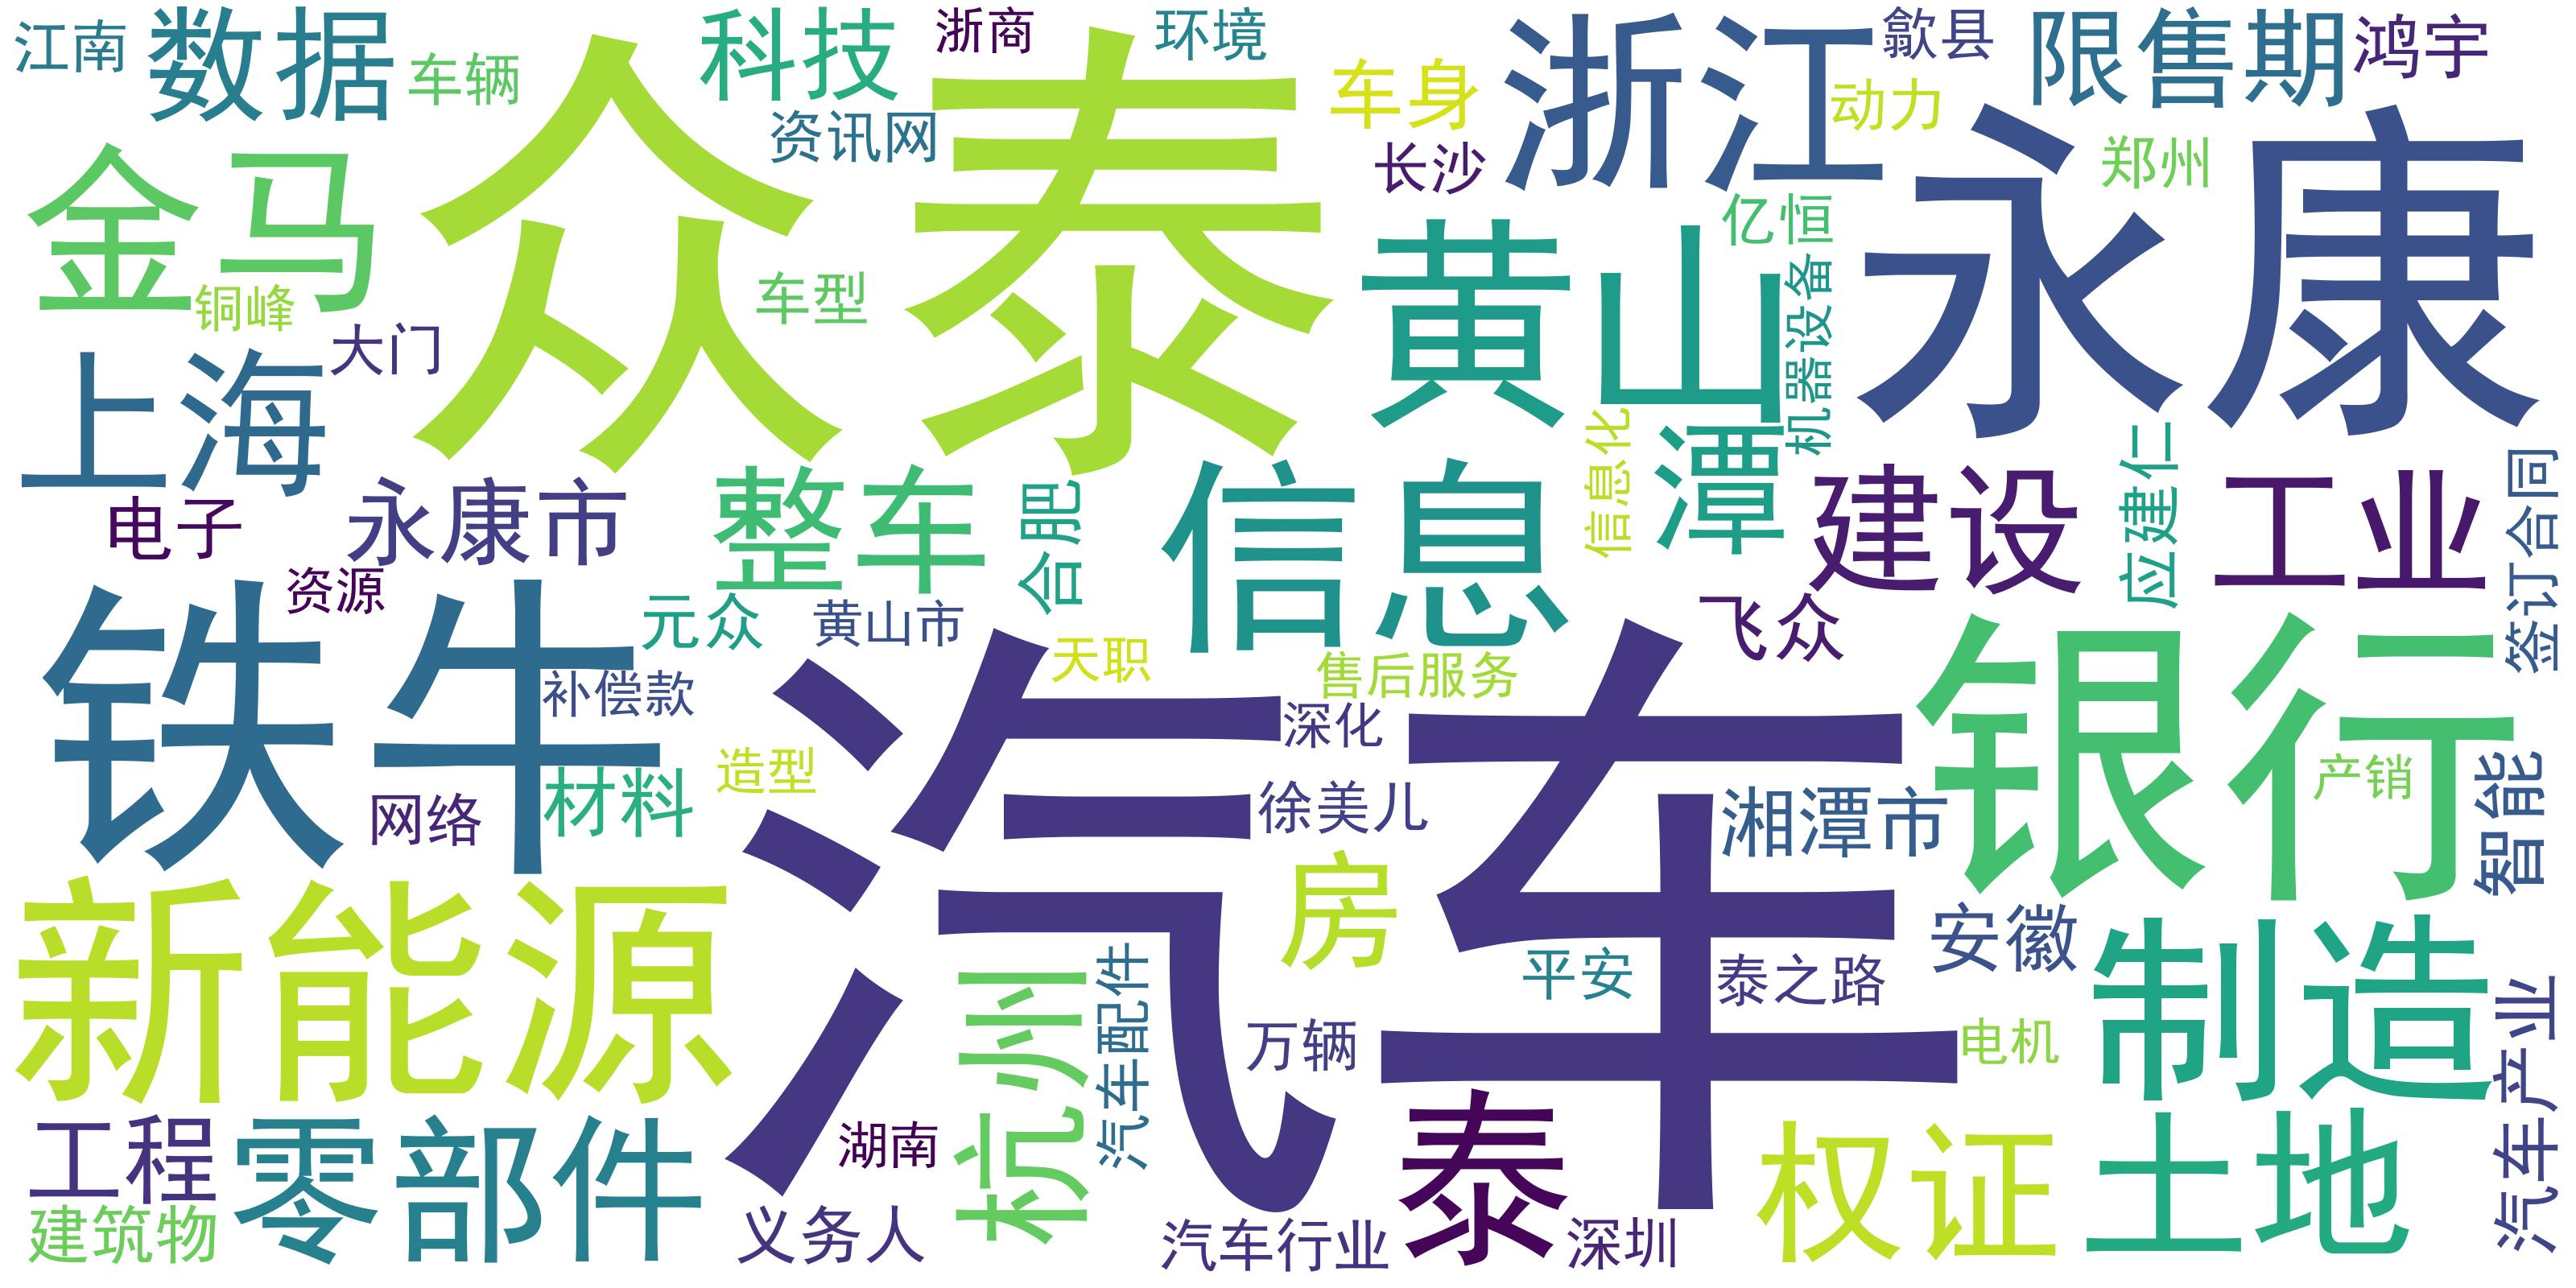 江南
数据
车辆
科技
浙商
环境
资讯网
众泰
车身
浙江
歙县
动力
限售期
鸿宇
长沙
郑州
金马
铜峰
大门
车型
黄山
亿恒
机器设备
永康
上海
电子
永康市
整车
合肥
信息
信息化
潭
建设
应建仁
工业
签订合同
资源
元众
黄山市
天职
售后服务
飞众
铁牛
补偿款
汽车
深化
银行
造型
材料
网络
徐美儿
湘潭市
产销
智能
新能源
房
安徽
制造
杭州
汽车配件
平安
泰之路
万辆
电机
汽车产业
工程
零部件
湖南
泰
权证
土地
建筑物
义务人
汽车行业
深圳